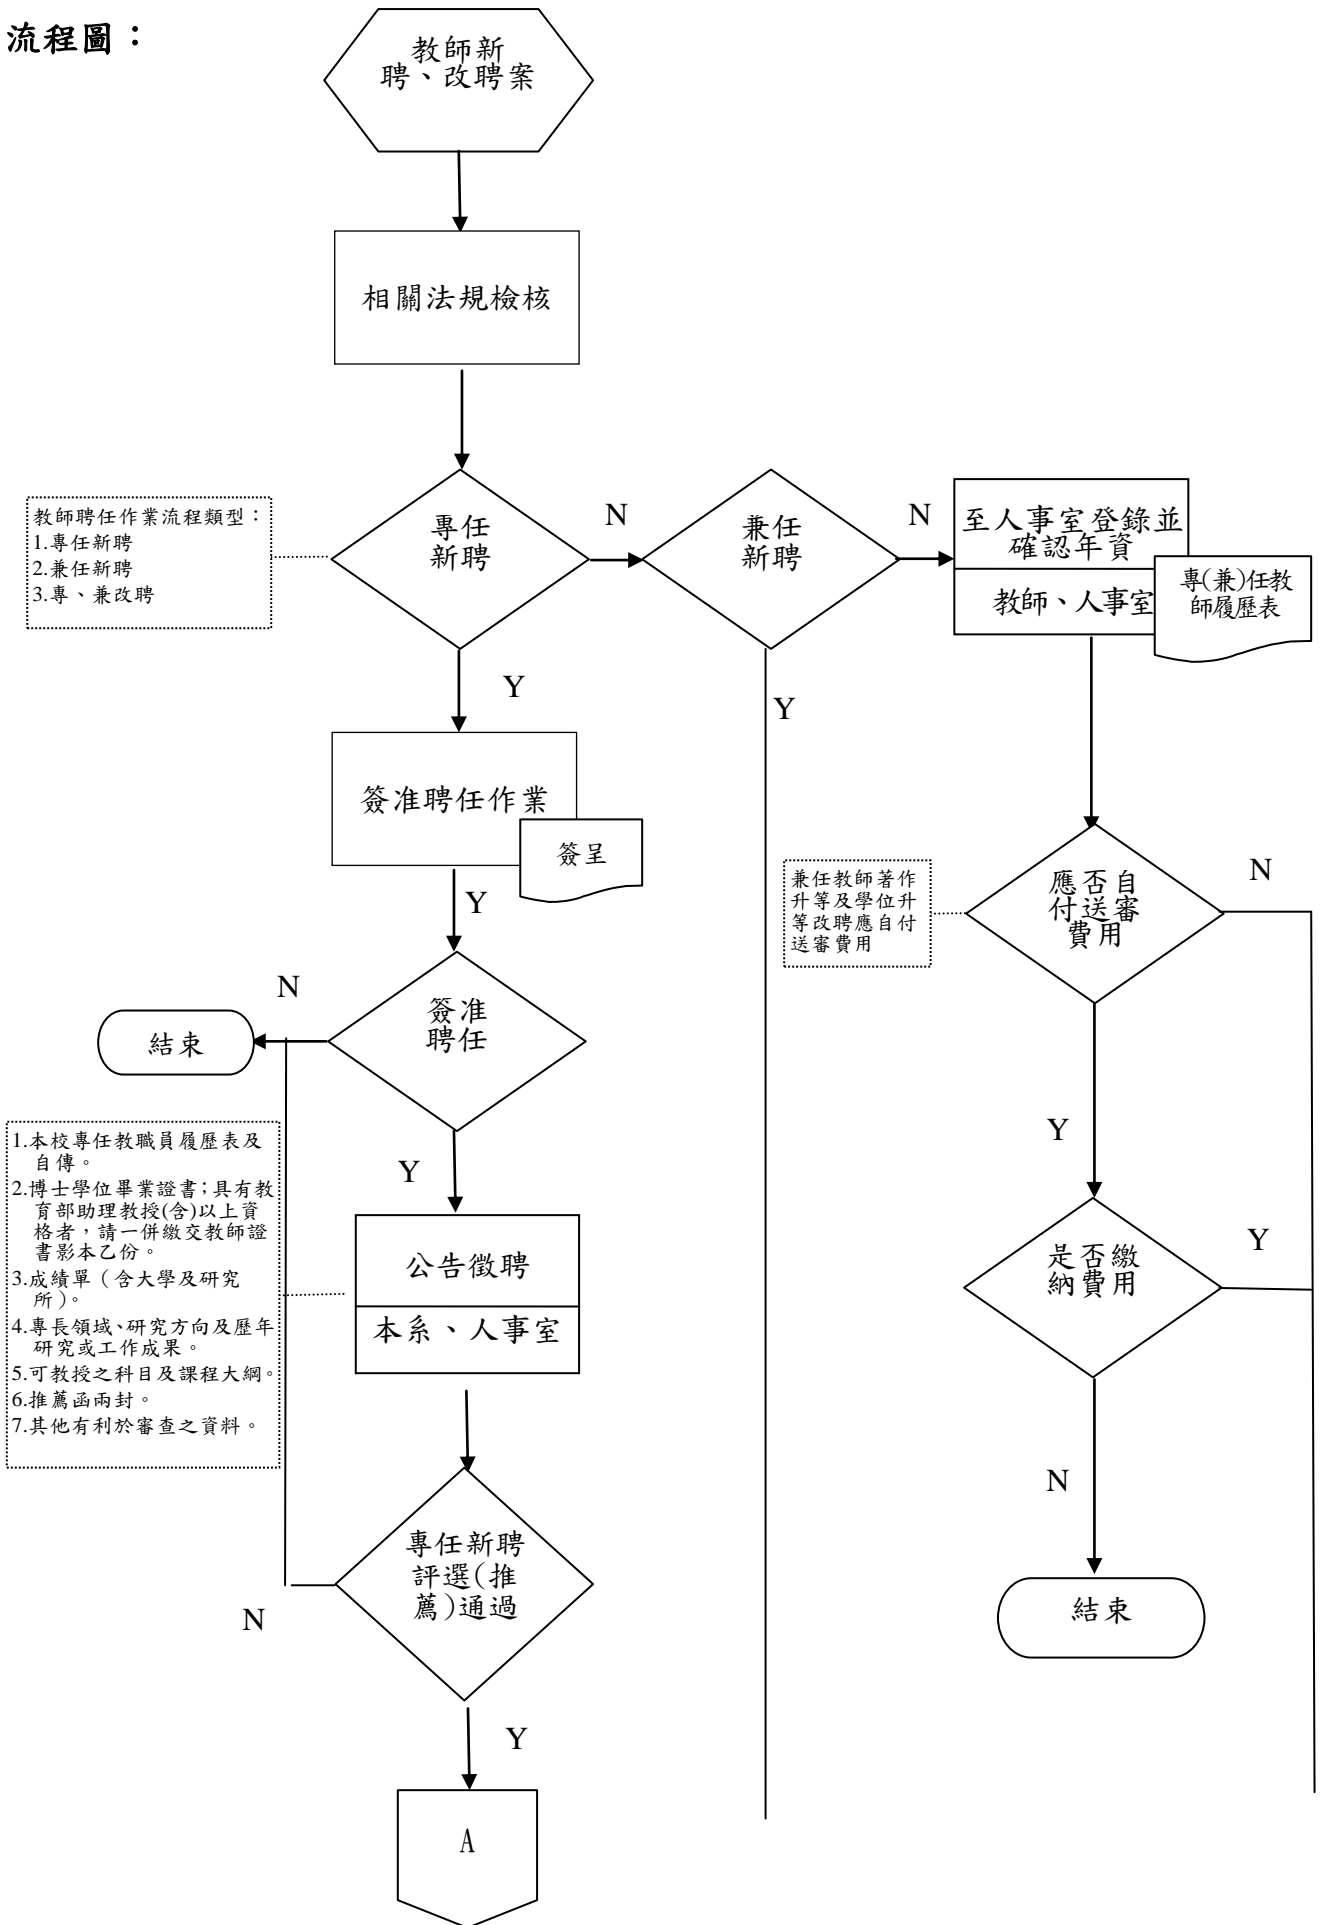 流程圖：
教師新
聘、改聘案
相關法規檢核
教師聘任作業流程類型：
1.專任新聘
2.兼任新聘
3.專、兼改聘
專任
新聘
N
兼任
新聘
N
至人事室登錄並
確認年資
教師、人事室
專(兼)任教
師履歷表
Y
Y
簽准聘任作業
簽呈
Y
兼任教師著作
升等及學位升
等改聘應自付
送審費用
應否自
付送審
費用
N
N
簽准
聘任
結束
Y
Y
1.本校專任教職員履歷表及
自傳。
2.博士學位畢業證書;具有教
育部助理教授(含)以上資
格者，請一併繳交教師證
書影本乙份。
3.成績單（含大學及研究
所）。
4.專長領域、研究方向及歷年
研究或工作成果。
5.可教授之科目及課程大綱。
6.推薦函兩封。
7.其他有利於審查之資料。
公告徵聘
本系、人事室
是否繳
納費用
Y
N
專任新聘
評選(推
薦)通過
N
結束
Y
A